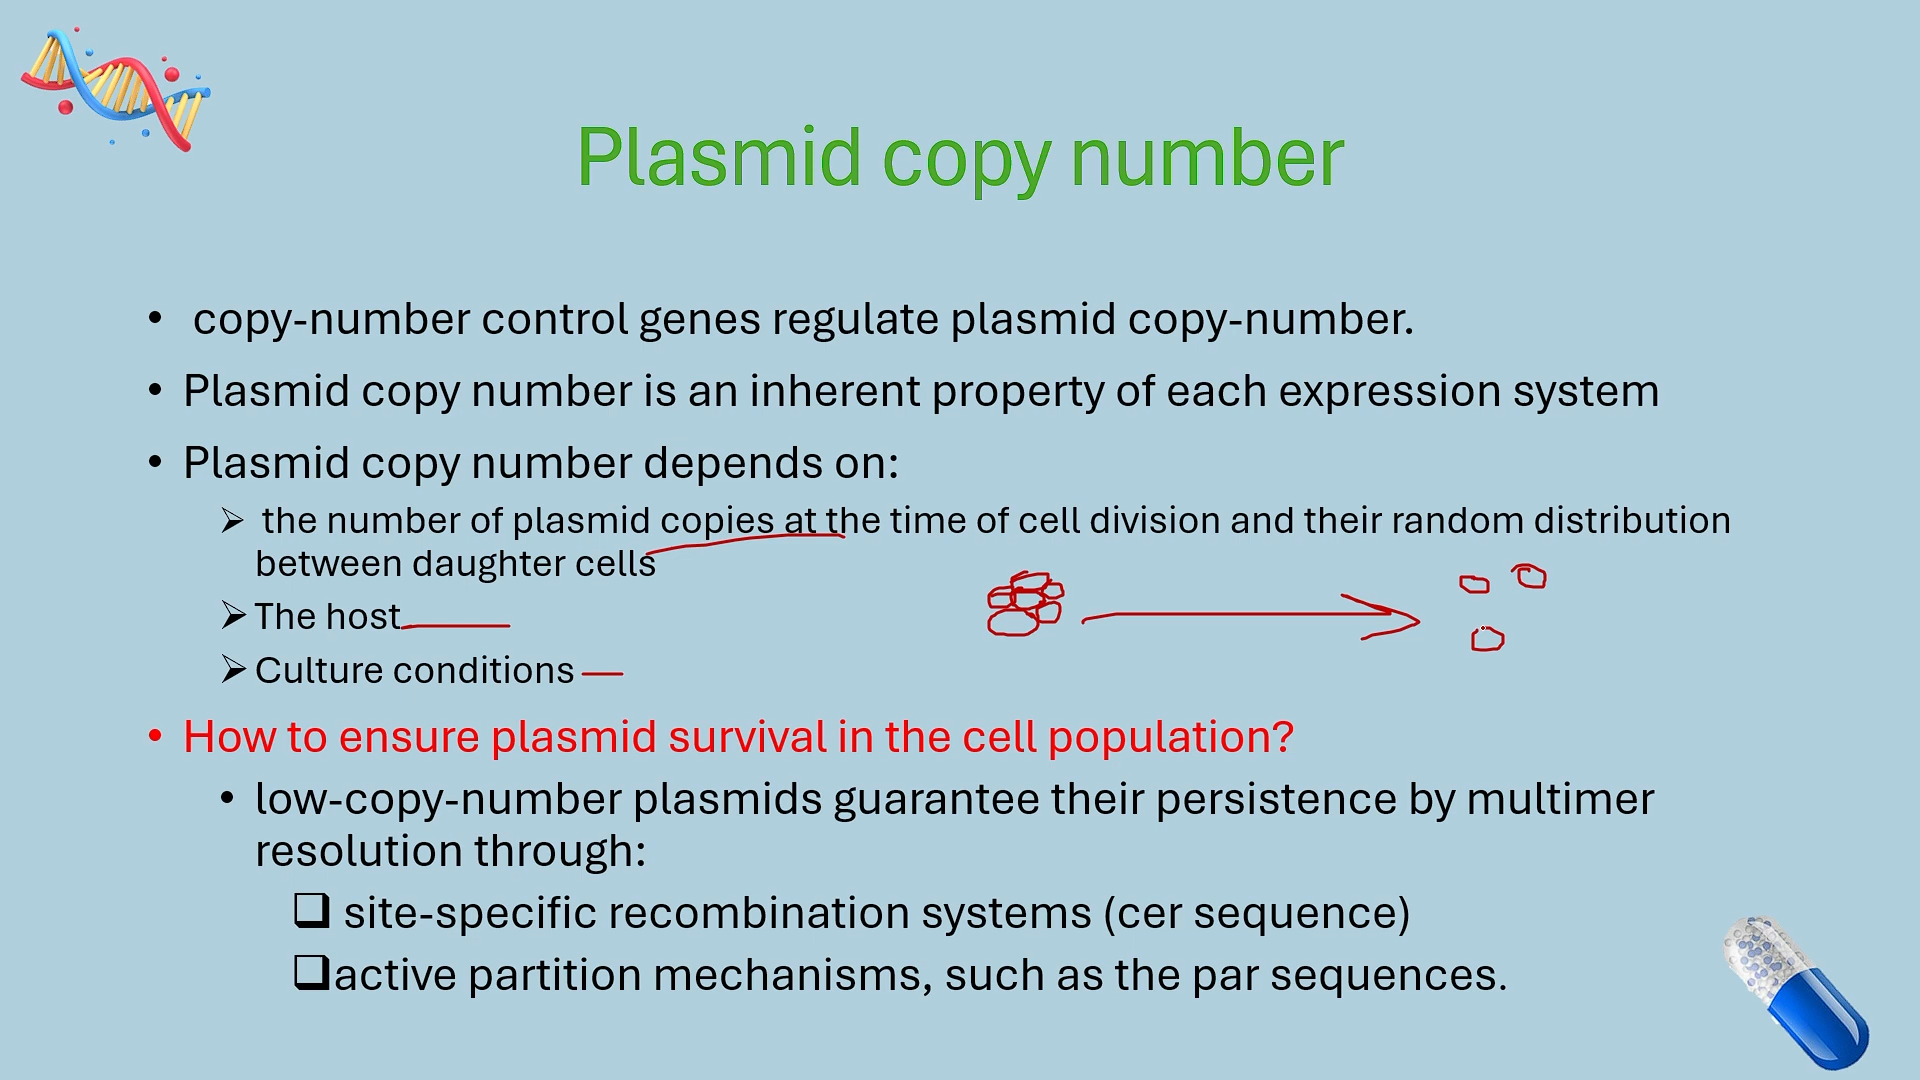 Plasmid copy number
• copy-number control genes regulate plasmid copy-number.
• Plasmid copy number is an inherent property of each expression system
• Plasmid copy number depends on:
➢ the number of plasmid copies at the time of cell division and their random distribution
between daughter cells
➢ The host
➢ Culture conditions
• How to ensure plasmid survival in the cell population?
• low-copy-number plasmids guarantee their persistence by multimer
resolution through:
❑ site-specific recombination systems (cer sequence)
❑active partition mechanisms, such as the par sequences.